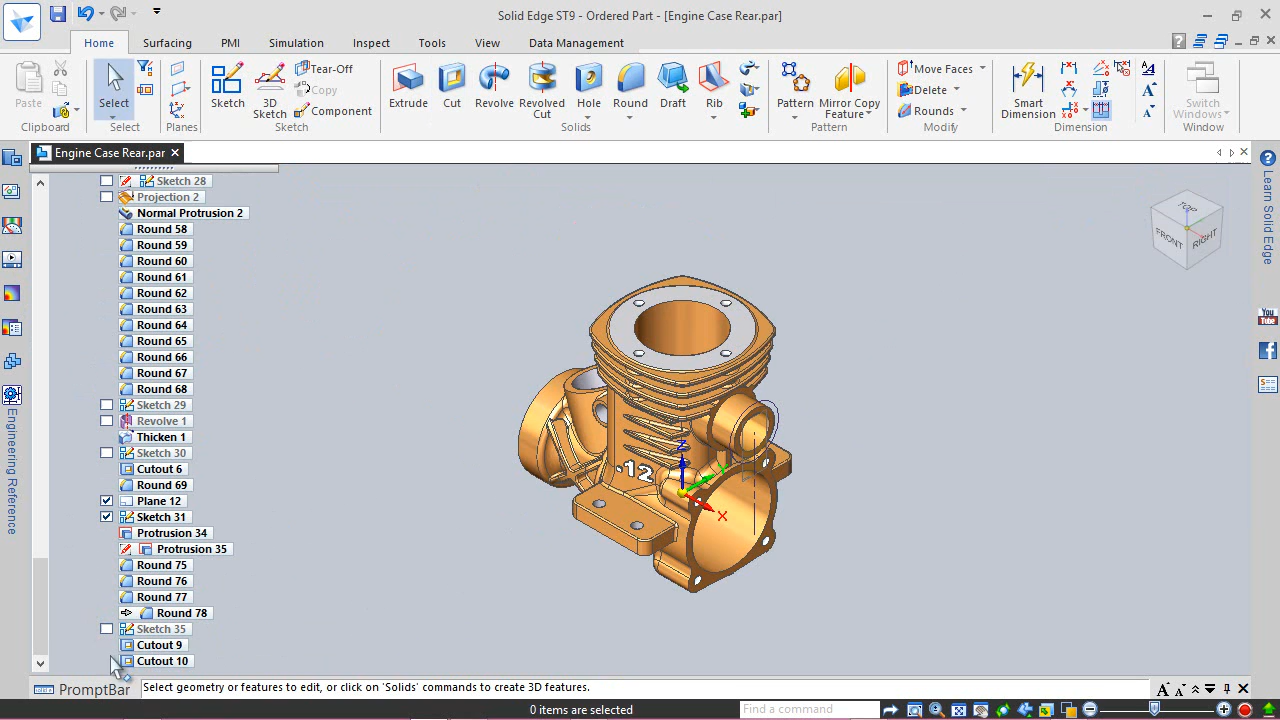 Solid Edge ST9 - Ordered Part - [Engine Case Rear.par]
Home Surfacing PMI Simulation Inspect Tools View Data Management
Paste
Clipboard
Select
Select
Planes
Sketch
3D Sketch
Tear-Off
Copy
Component
Sketch
Extrude
Cut
Revolve
Revolved Cut
Hole
Round
Draft
Rib
Solids
Pattern
Mirror Copy Feature
Pattern
Move Faces
Delete
Rounds
Modify
Smart Dimension
Dimension
Switch Windows
Window
Engine Case Rear.par
Sketch 28
Projection 2
Normal Protrusion 2
Round 58
Round 59
Round 60
Round 61
Round 62
Round 63
Round 64
Round 65
Round 66
Round 67
Round 68
Sketch 29
Revolve 1
Thicken 1
Sketch 30
Cutout 6
Round 69
Plane 12
Sketch 31
Protrusion 34
Protrusion 35
Round 75
Round 76
Round 77
Round 78
Sketch 35
Cutout 9
Cutout 10
Engineering Reference
TOP
FRONT
RIGHT
.12
Z
Y
X
Learn Solid Edge
You Tube
PromptBar
Select geometry or features to edit, or click on 'Solids' commands to create 3D features.
0 items are selected
Find a command